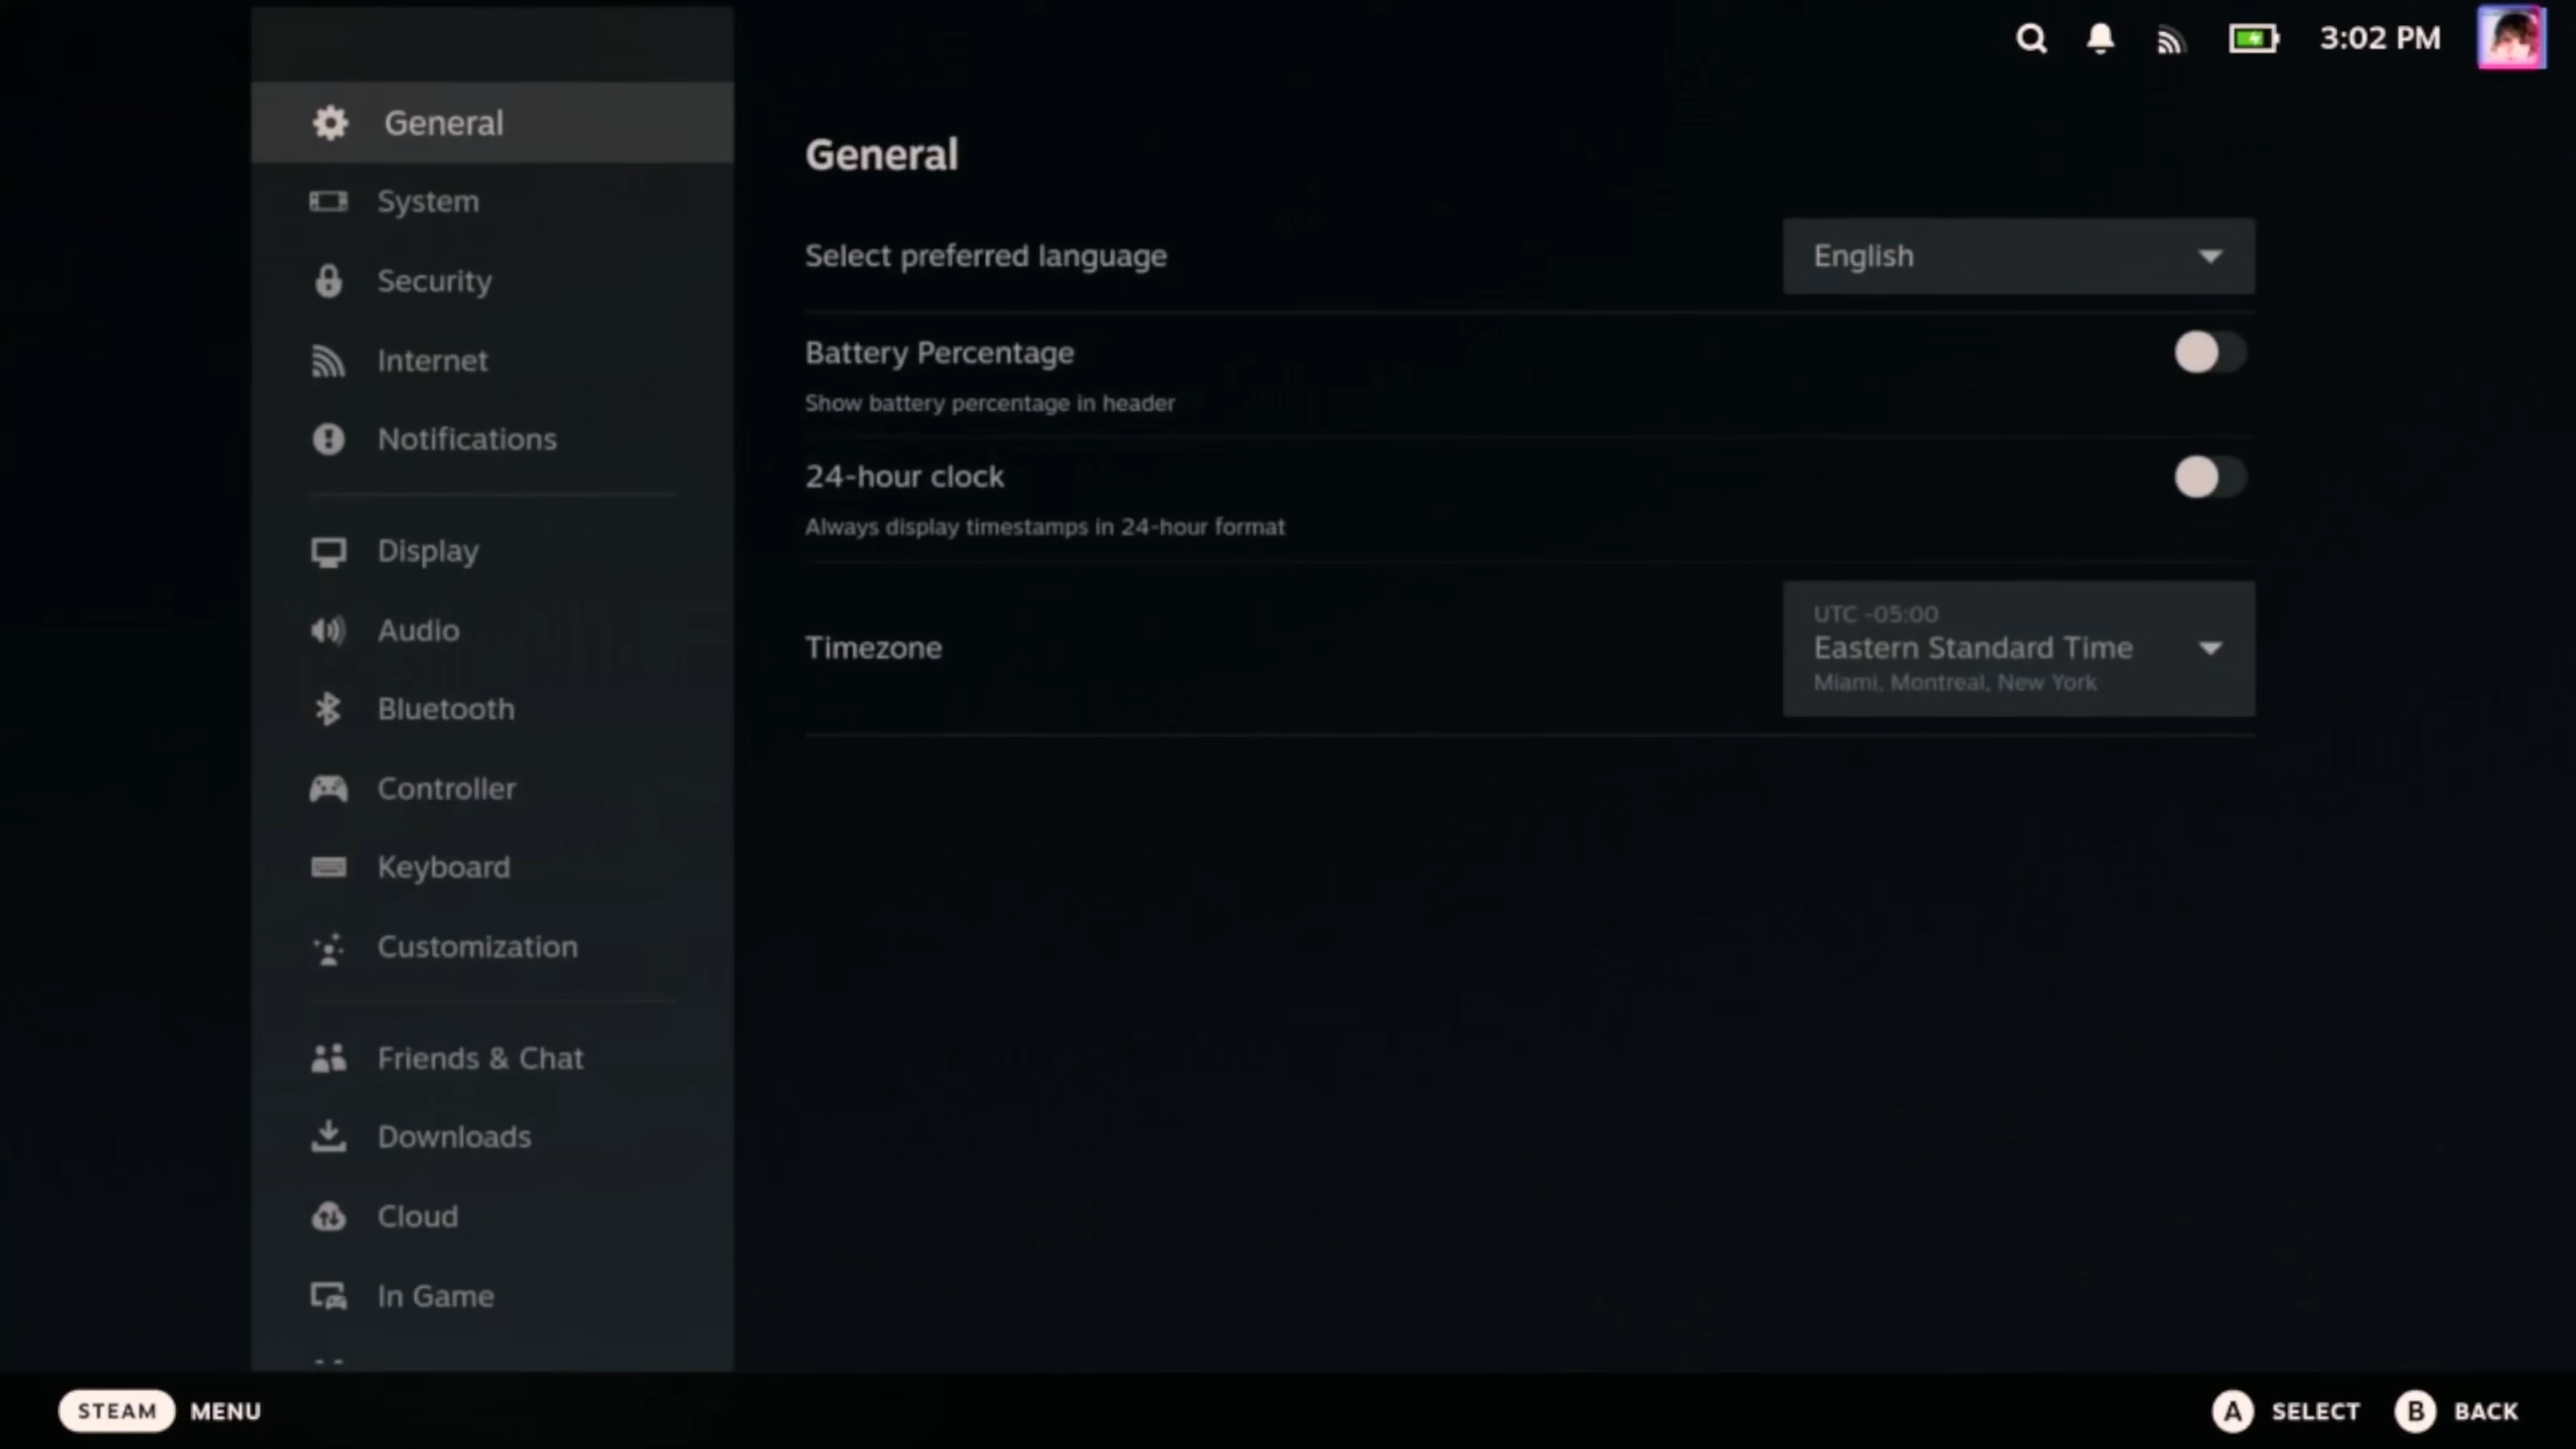 3:02 PM
General
System
Security
Internet
Notifications
Display
Audio
Bluetooth
Controller
Keyboard
Customization
Friends & Chat
Downloads
Cloud
In Game
General
Select preferred language
English
Battery Percentage
Show battery percentage in header
24-hour clock
Always display timestamps in 24-hour format
Timezone
UTC -05:00
Eastern Standard Time
Miami, Montreal, New York
STEAM MENU
A SELECT B BACK